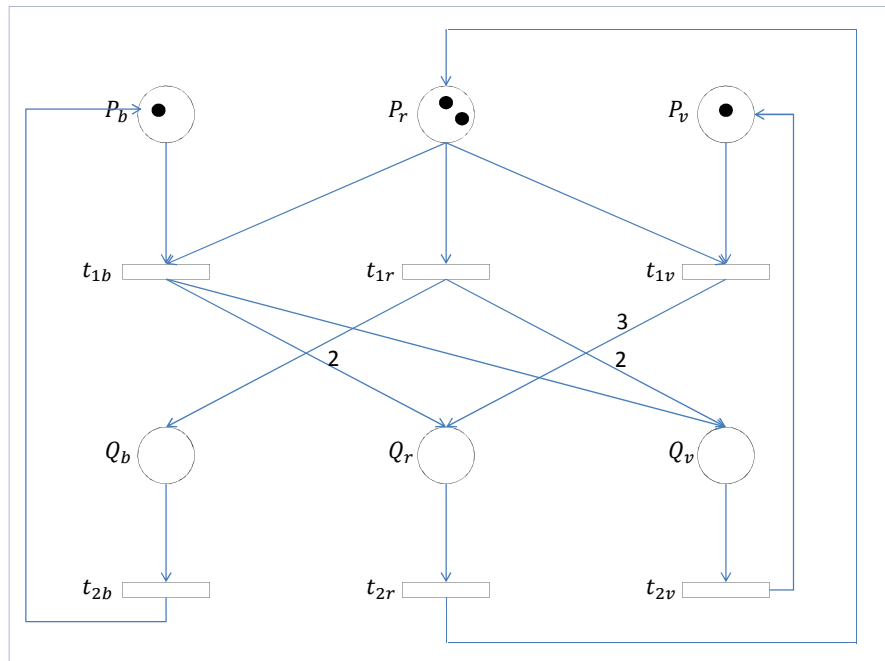 P_b P_r P_v
t_{1b} t_{1r} t_{1v}
3
2 2
Q_b Q_r Q_v
t_{2b} t_{2r} t_{2v}